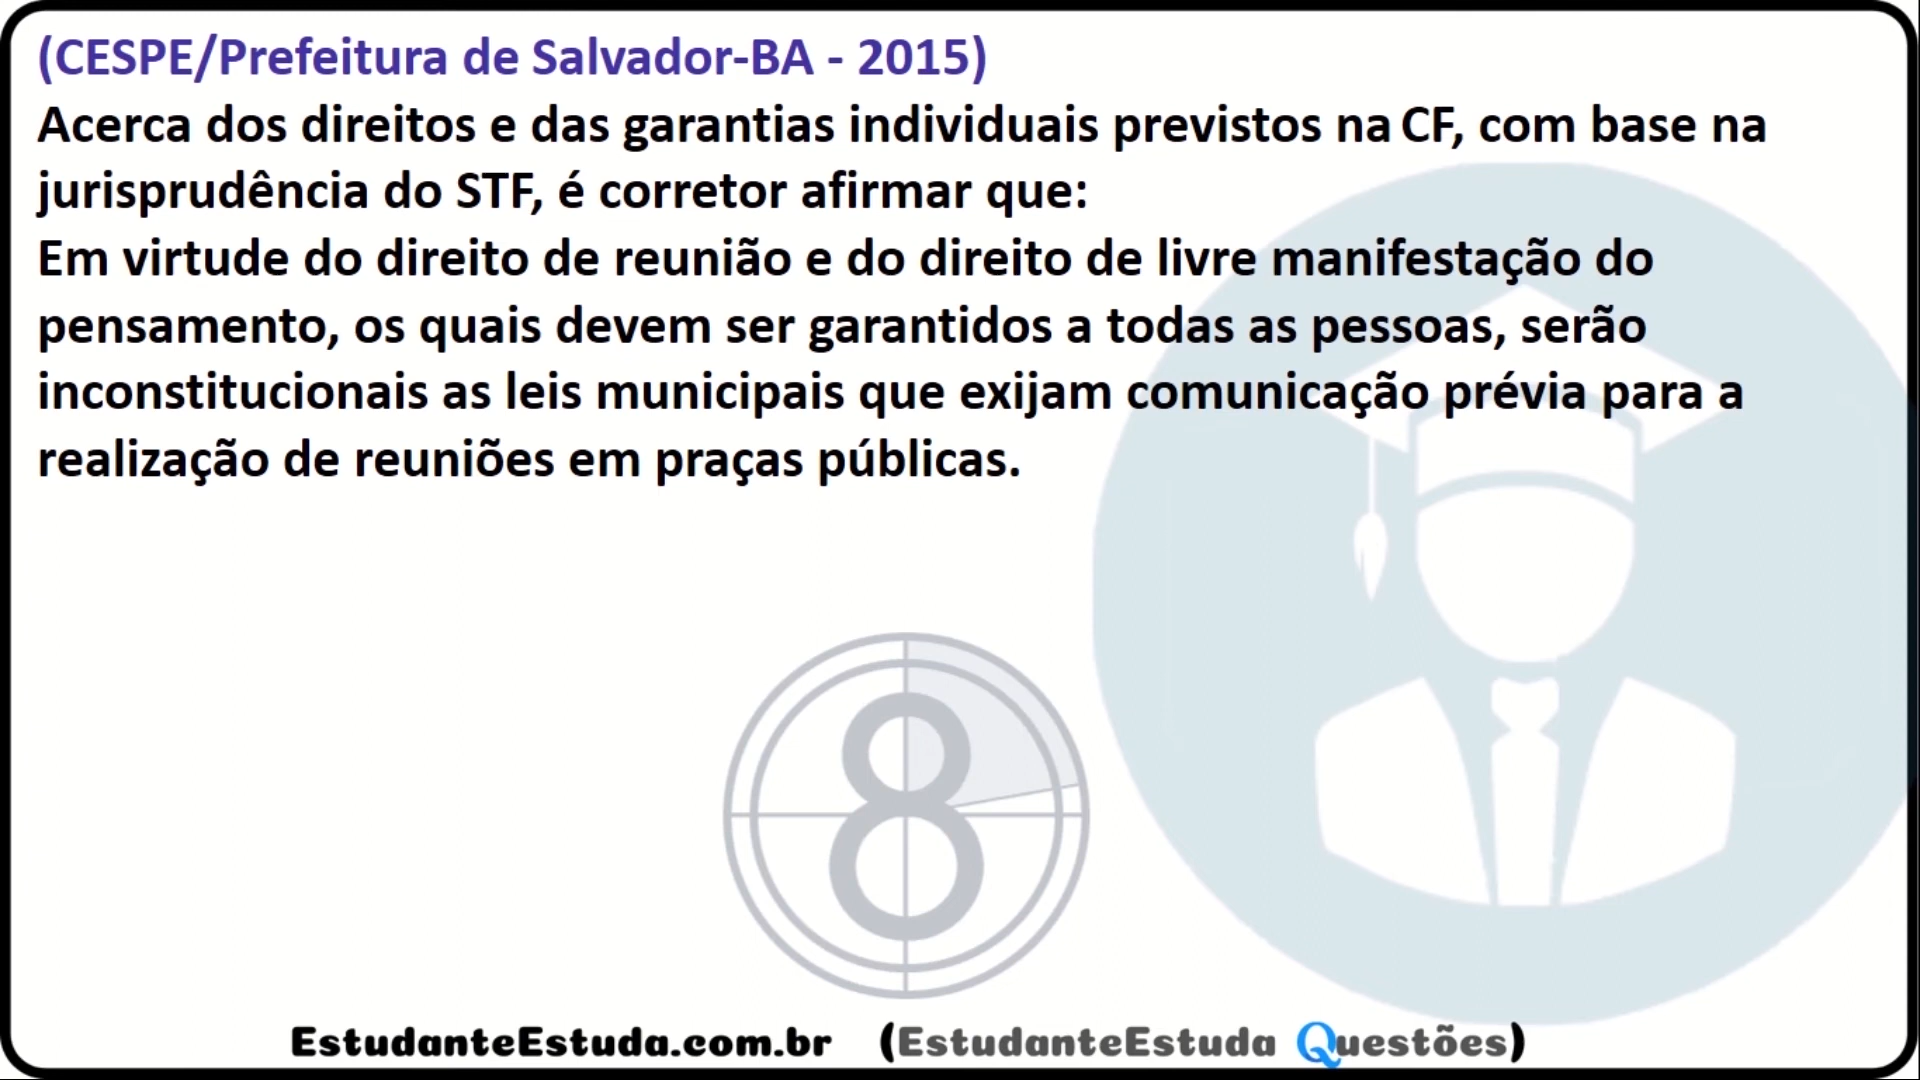 (CESPE/Prefeitura de Salvador-BA - 2015)
Acerca dos direitos e das garantias individuais previstos na CF, com base na
jurisprudência do STF, é corretor afirmar que:
Em virtude do direito de reunião e do direito de livre manifestação do
pensamento, os quais devem ser garantidos a todas as pessoas, serão
inconstitucionais as leis municipais que exijam comunicação prévia para a
realização de reuniões em praças públicas.
8
EstudanteEstuda.com.br (EstudanteEstuda Questões)